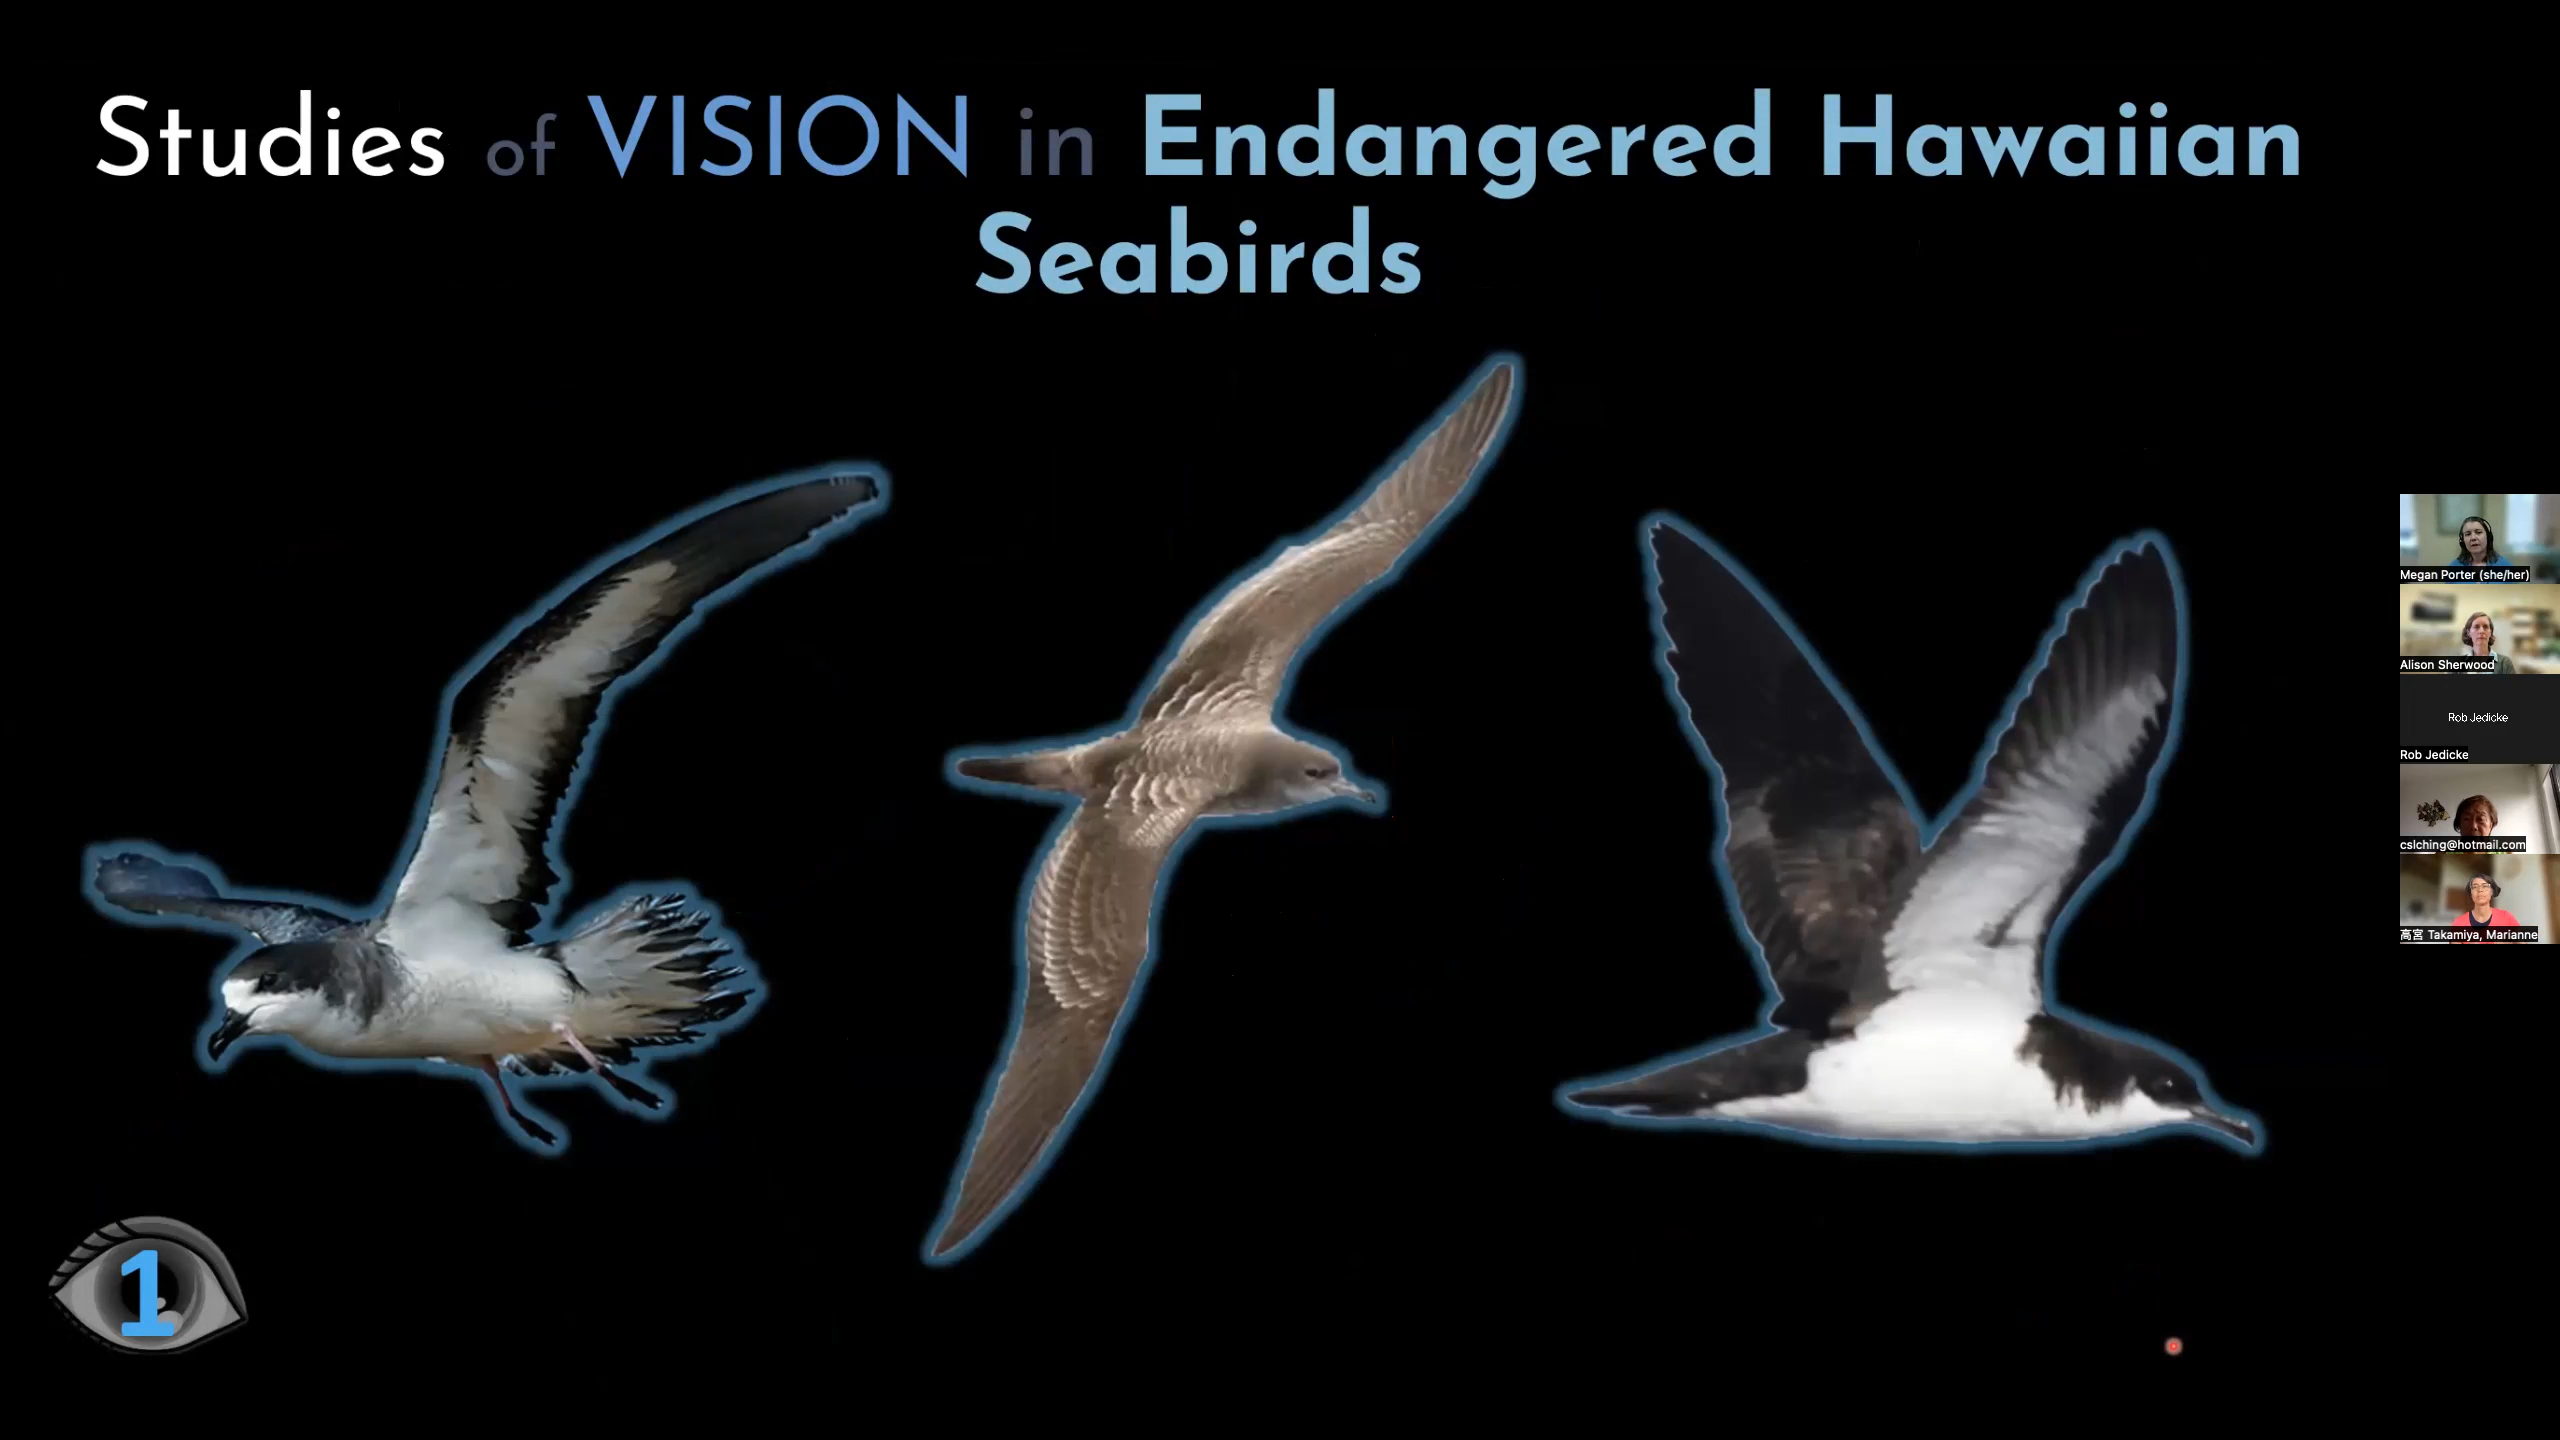 Studies of VISION in Endangered Hawaiian
Seabirds
Megan Porter (she/her)
Alison Sherwood
Rob Jedicke
Rob Jedicke
cslching@hotmail.com
高宮 Takamiya, Marianne
1